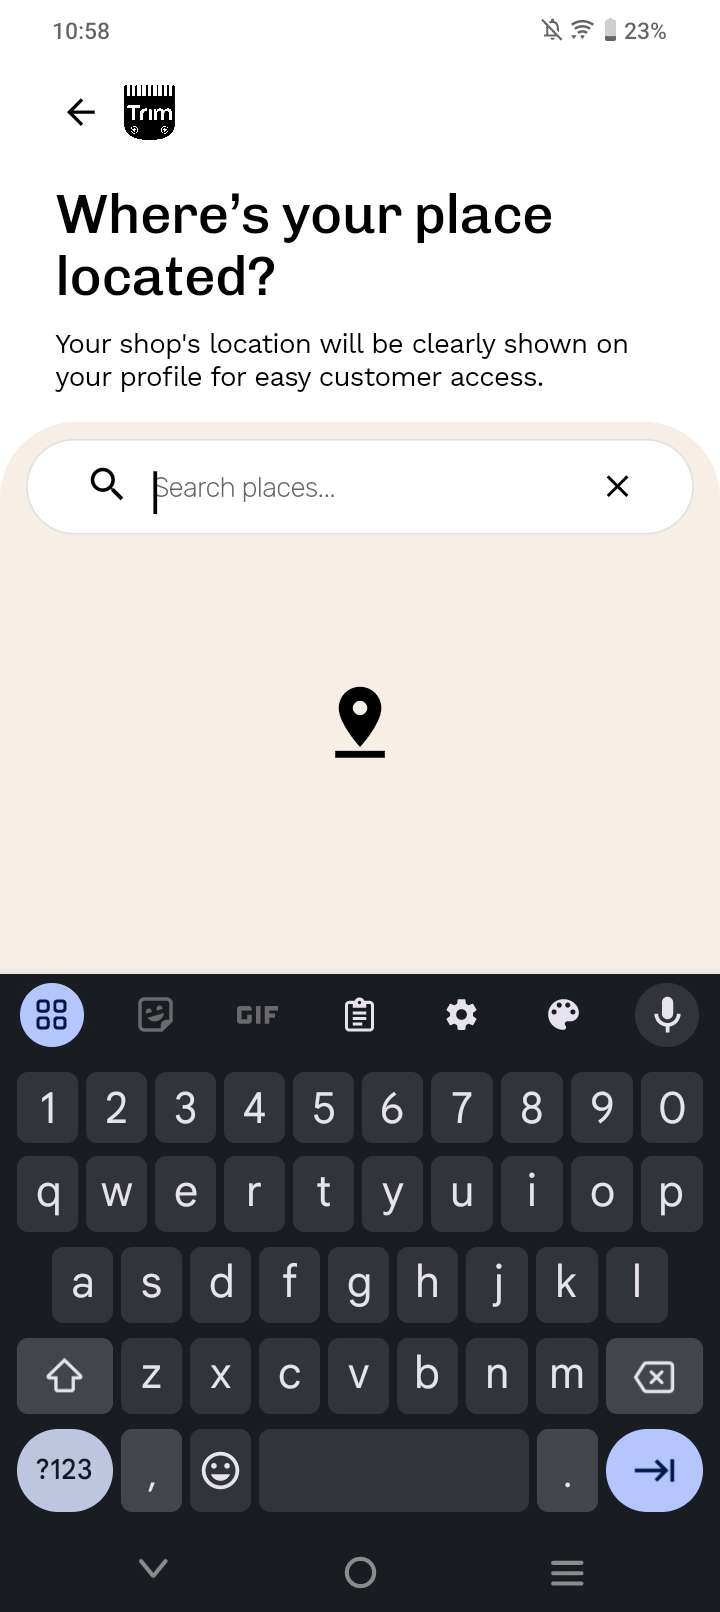 10:58
23%
Trim
Where's your place
located?
Your shop's location will be clearly shown on
your profile for easy customer access.
Search places...
GIF
1 2 3 4 5 6 7 8 9 0
q w e r t y u i o p
a s d f g h j k l
z x c v b n m
?123 , .